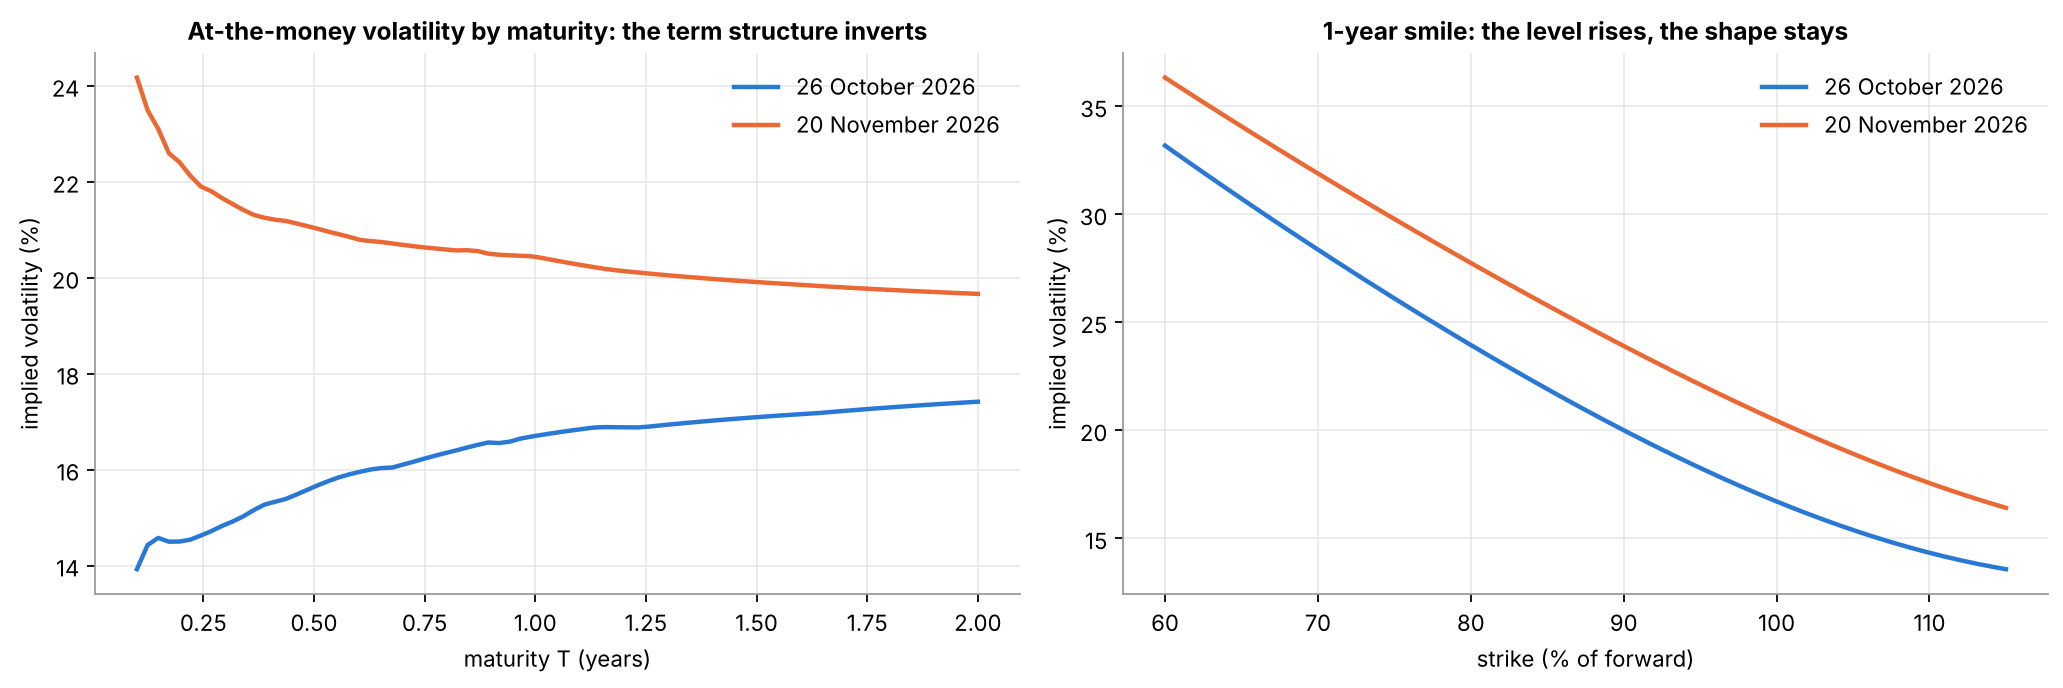 At-the-money volatility by maturity: the term structure inverts
26 October 2026
20 November 2026
implied volatility (%)
24
22
20
18
16
14
0.25 0.50 0.75 1.00 1.25 1.50 1.75 2.00
maturity T (years)
1-year smile: the level rises, the shape stays
26 October 2026
20 November 2026
implied volatility (%)
35
30
25
20
15
60 70 80 90 100 110
strike (% of forward)